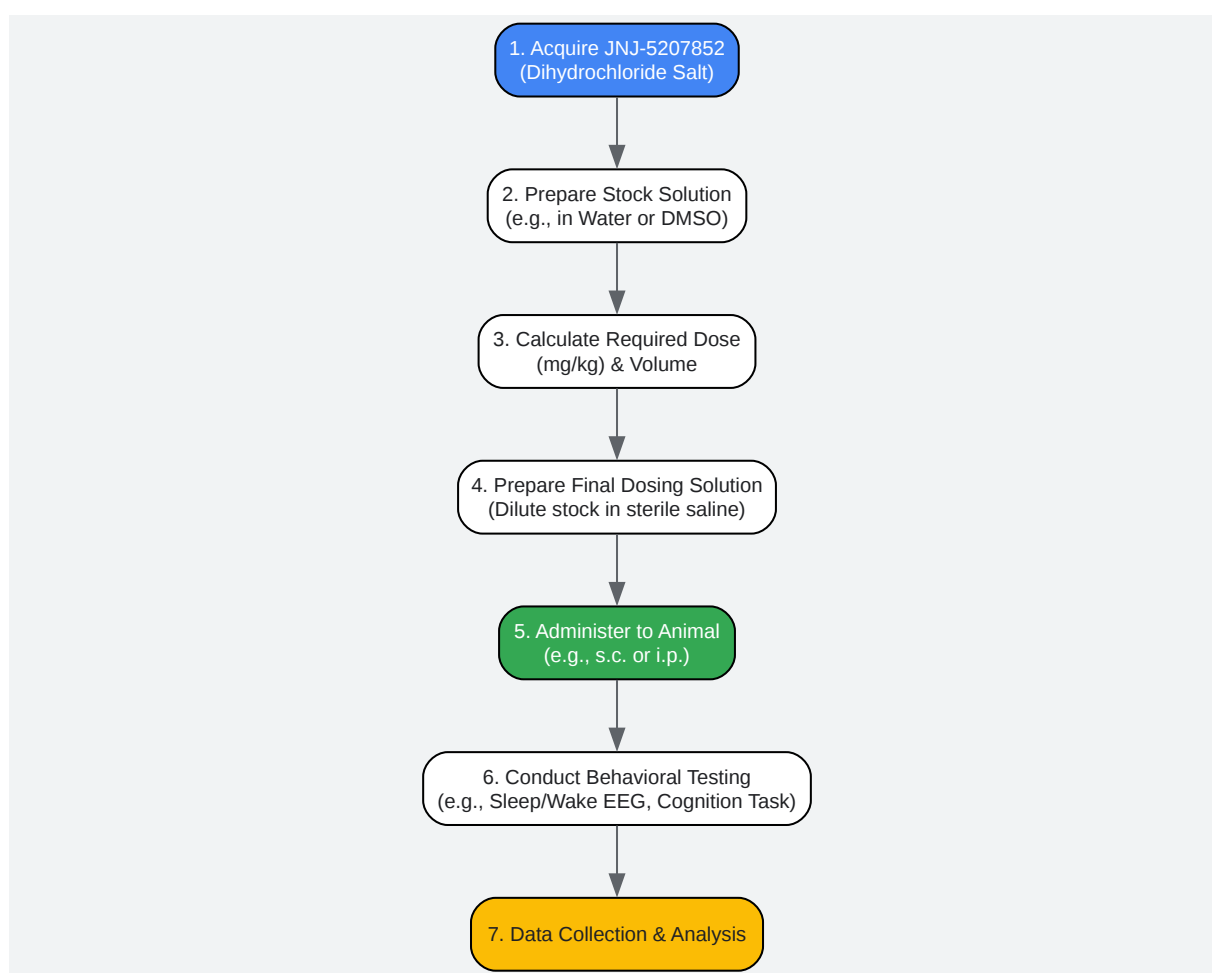 1. Acquire JNJ-5207852
(Dihydrochloride Salt)
2. Prepare Stock Solution
(e.g., in Water or DMSO)
3. Calculate Required Dose
(mg/kg) & Volume
4. Prepare Final Dosing Solution
(Dilute stock in sterile saline)
5. Administer to Animal
(e.g., s.c. or i.p.)
6. Conduct Behavioral Testing
(e.g., Sleep/Wake EEG, Cognition Task)
7. Data Collection & Analysis